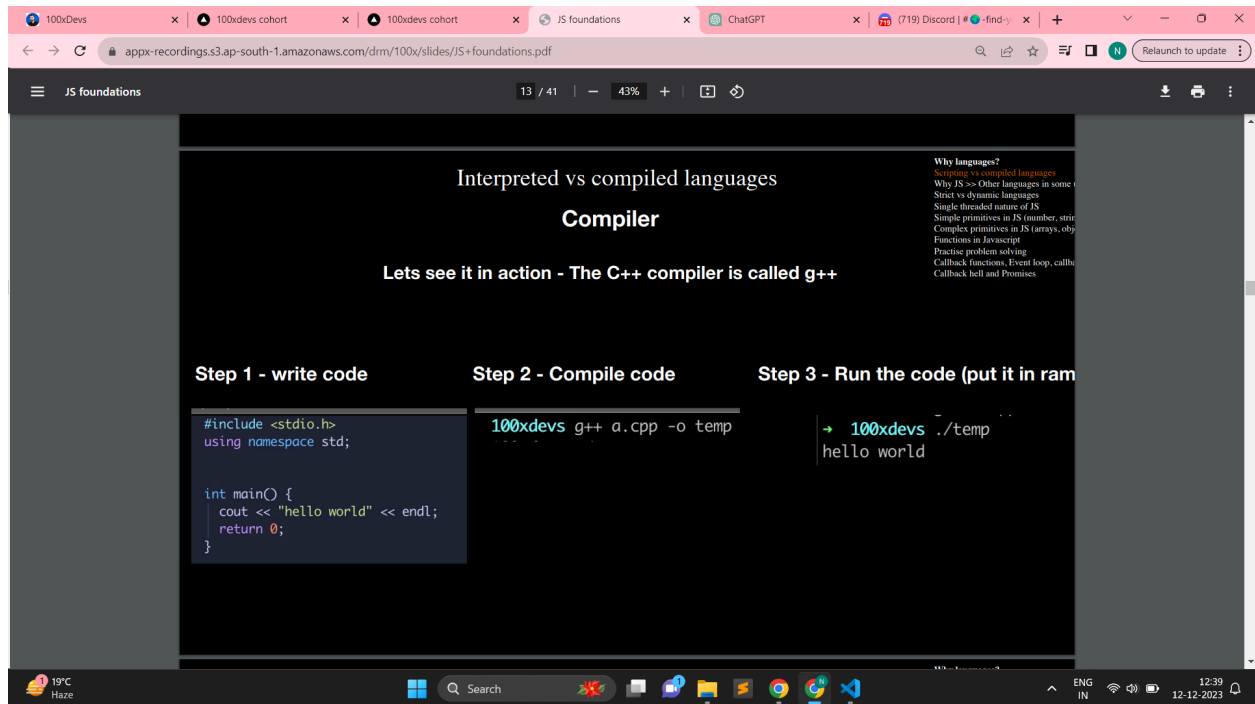 100xDevs
100xdevs cohort
100xdevs cohort
JS foundations
ChatGPT
(719) Discord | # -find-y
appx-recordings.s3.ap-south-1.amazonaws.com/drm/100x/slides/JS+foundations.pdf
N
Relaunch to update
JS foundations
13 / 41
43%
Interpreted vs compiled languages
Compiler
Lets see it in action - The C++ compiler is called g++
Why languages?
Scripting vs compiled languages
Why JS >> Other languages in some
Strict vs dynamic languages
Single threaded nature of JS
Simple primitives in JS (number, strin
Complex primitives in JS (arrays, obj
Functions in Javascript
Practise problem solving
Callback functions, Event loop, callba
Callback hell and Promises
Step 1 - write code
#include <stdio.h>
using namespace std;
int main() {
cout << "hello world" << endl;
return 0;
}
Step 2 - Compile code
100xdevs g++ a.cpp -o temp
Step 3 - Run the code (put it in ram
→ 100xdevs ./temp
hello world
1
19°C
Haze
Search
1
N
ENG
IN
12:39
12-12-2023